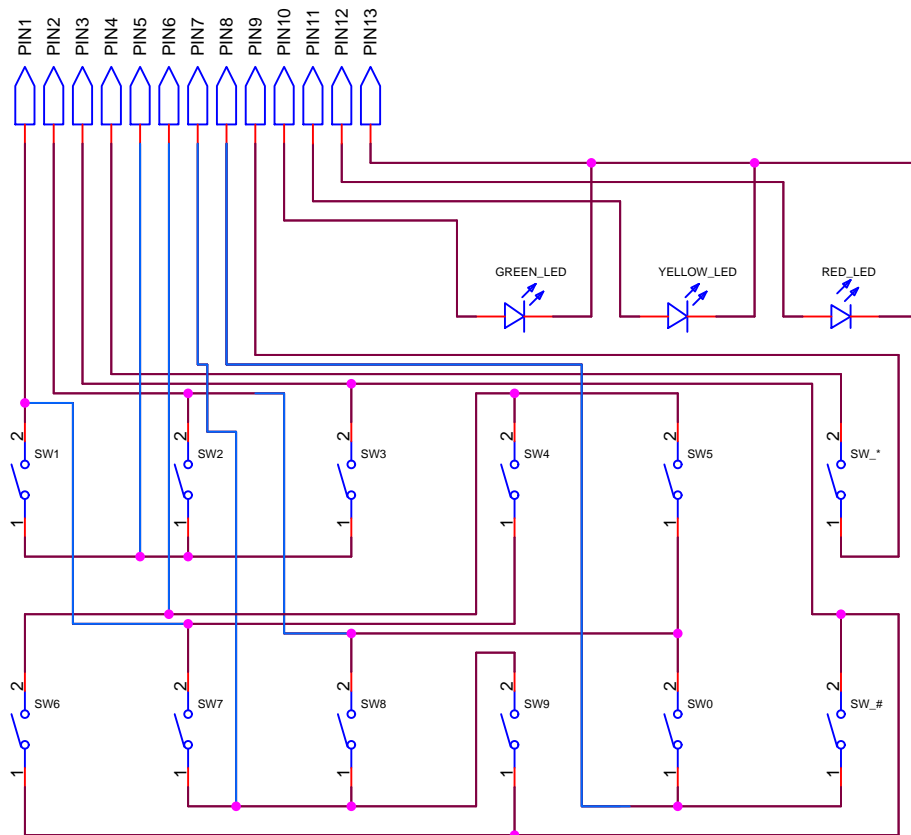 PIN1
PIN2
PIN3
PIN4
PIN5
PIN6
PIN7
PIN8
PIN9
PIN10
PIN11
PIN12
PIN13
GREEN_LED
YELLOW_LED
RED_LED
2
SW1
1
2
SW2
1
2
SW3
1
2
SW4
1
2
SW5
1
2
SW_*
1
2
SW6
1
2
SW7
1
2
SW8
1
2
SW9
1
2
SW0
1
2
SW_#
1